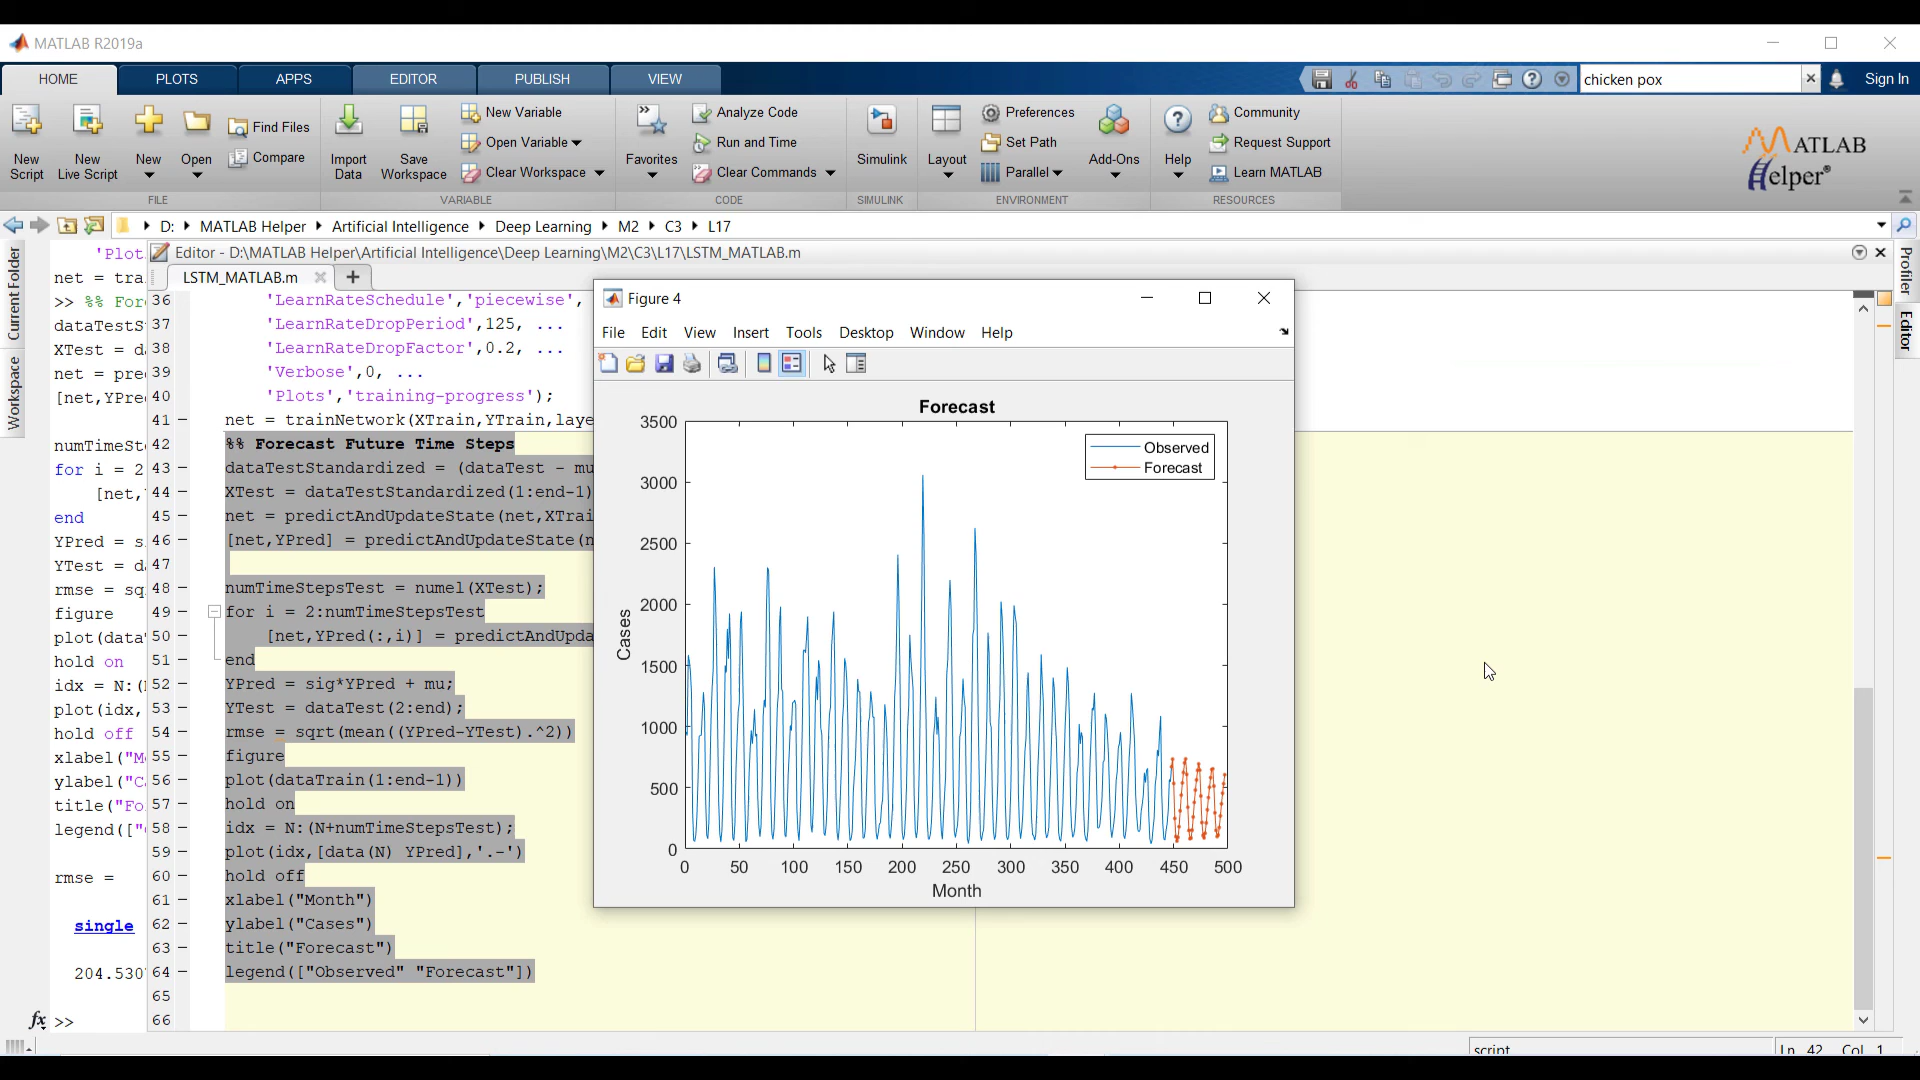 MATLAB R2019a
HOME PLOTS APPS EDITOR PUBLISH VIEW
chicken pox
Sign In
New Script
New Live Script
New
Open
Find Files
Compare
FILE
Import Data
Save Workspace
New Variable
Open Variable
Clear Workspace
VARIABLE
Favorites
Analyze Code
Run and Time
Clear Commands
CODE
Simulink
SIMULINK
Layout
Preferences
Set Path
Parallel
Add-Ons
ENVIRONMENT
Help
Community
Request Support
Learn MATLAB
RESOURCES
MATLAB
Helper®
D: MATLAB Helper Artificial Intelligence Deep Learning M2 C3 L17
Current Folder
Workspace
'Plot
net = tra
>> %% For
dataTestS
XTest = d
net = pre
[net,YPre
numTimeSt
for i = 2
[net,
end
YPred = s
YTest = d
rmse = sq
figure
plot(data
hold on
idx = N:(
plot(idx,
hold off
xlabel("M
ylabel("C
title("Fo
legend(["
rmse =
single
204.530
fx >>
Editor - D:\MATLAB Helper\Artificial Intelligence\Deep Learning\M2\C3\L17\LSTM_MATLAB.m
LSTM_MATLAB.m
36 'LearnRateSchedule','piecewise',
37 'LearnRateDropPeriod',125, ...
38 'LearnRateDropFactor',0.2, ...
39 'Verbose',0, ...
40 'Plots','training-progress');
41 net = trainNetwork(XTrain,YTrain,laye
42 %% Forecast Future Time Steps
43 dataTestStandardized = (dataTest - mu
44 XTest = dataTestStandardized(1:end-1)
45 net = predictAndUpdateState(net,XTrai
46 [net,YPred] = predictAndUpdateState(n
47
48 numTimeStepsTest = numel(XTest);
49 for i = 2:numTimeStepsTest
50 [net,YPred(:,i)] = predictAndUpda
51 end
52 YPred = sig*YPred + mu;
53 YTest = dataTest(2:end);
54 rmse = sqrt(mean((YPred-YTest).^2))
55 figure
56 plot(dataTrain(1:end-1))
57 hold on
58 idx = N:(N+numTimeStepsTest);
59 plot(idx,[data(N) YPred],'.-')
60 hold off
61 xlabel("Month")
62 ylabel("Cases")
63 title("Forecast")
64 legend(["Observed" "Forecast"])
65
66
Figure 4
File Edit View Insert Tools Desktop Window Help
Forecast
Observed
Forecast
3500
3000
2500
2000
1500
1000
500
0
Cases
0 50 100 150 200 250 300 350 400 450 500
Month
Profiler
Editor
script
Ln 42 Col 1